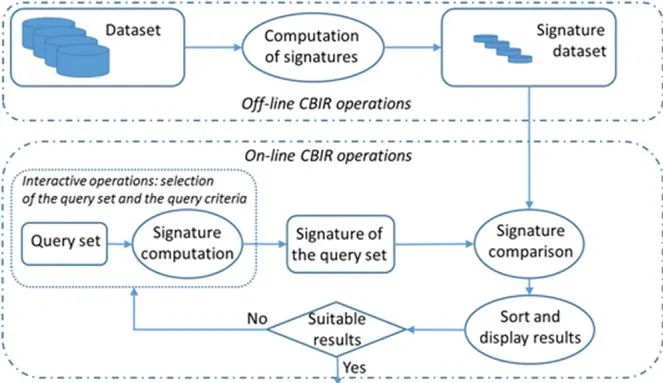 Dataset
Computation
of signatures
Signature
dataset
Off-line CBIR operations
On-line CBIR operations
Interactive operations: selection
of the query set and the query criteria
Query set
Signature
computation
Signature of
the query set
Signature
comparison
No
Suitable
results
Sort and
display results
Yes